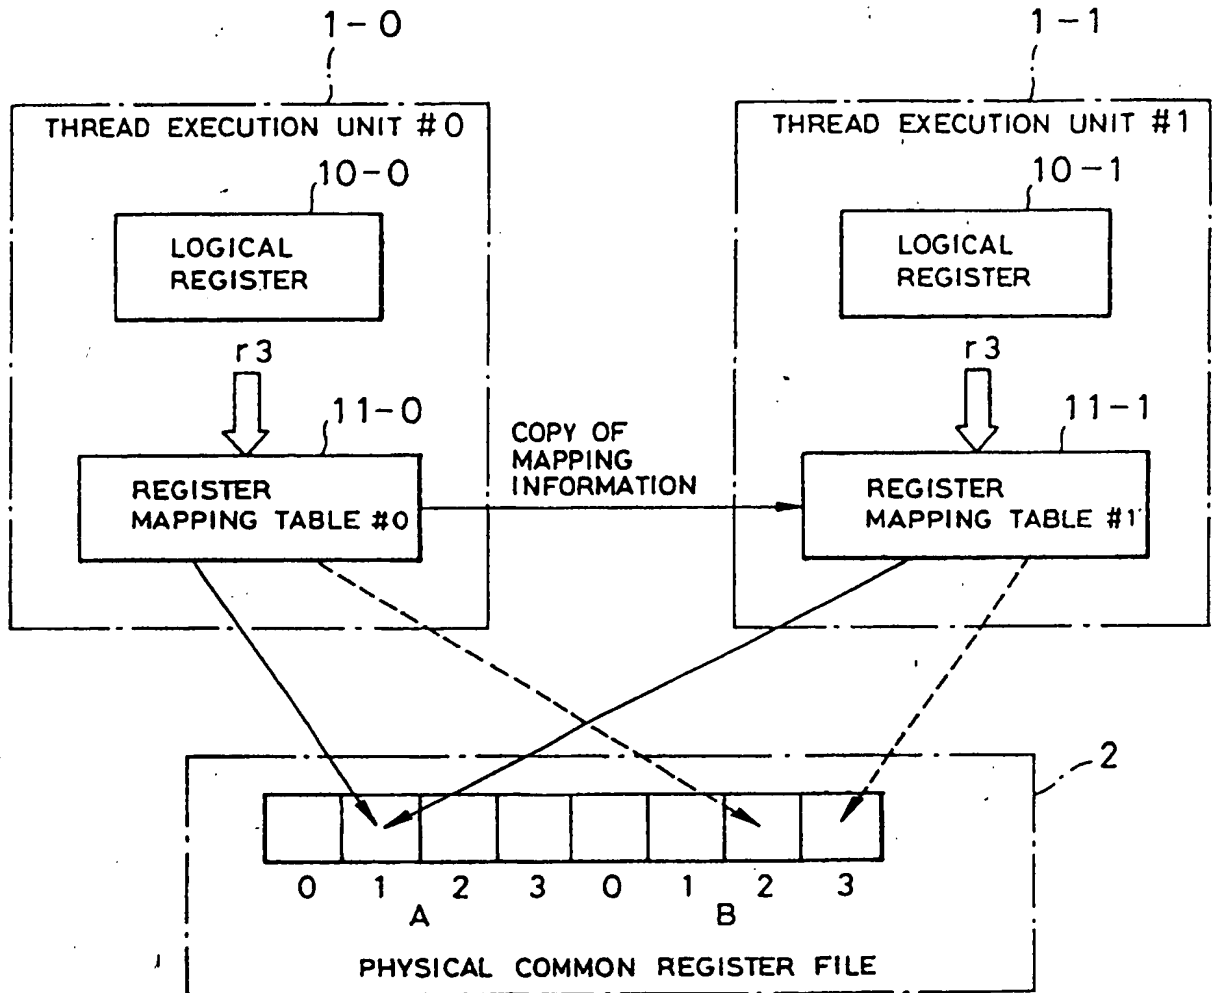 1-0
1-1
THREAD EXECUTION UNIT #0
THREAD EXECUTION UNIT #1
10-0
10-1
LOGICAL
REGISTER
LOGICAL
REGISTER
r3
r3
11-0
11-1
COPY OF
MAPPING
INFORMATION
REGISTER
MAPPING TABLE #0
REGISTER
MAPPING TABLE #1
2
0 1 2 3 0 1 2 3
A B
PHYSICAL COMMON REGISTER FILE